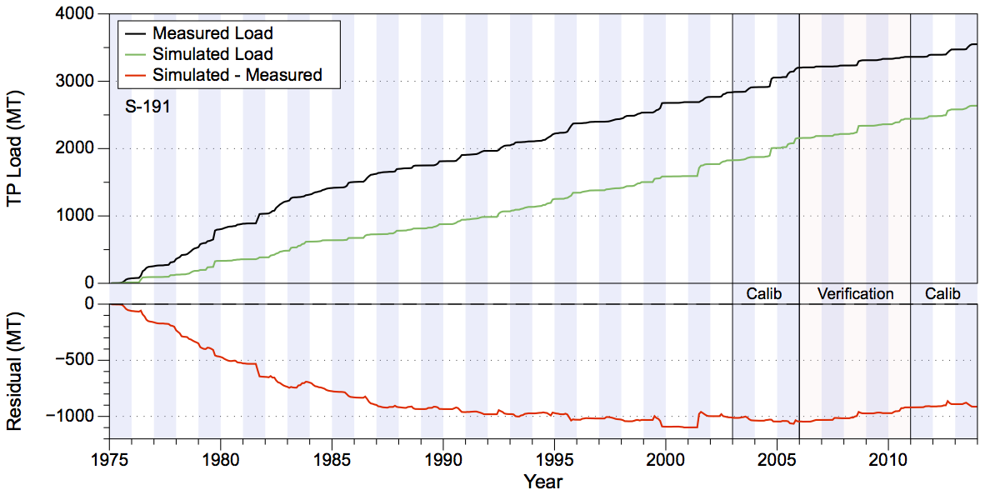 4000
3000
2000
1000
0
TP Load (MT)
Measured Load
Simulated Load
Simulated - Measured
S-191
Calib
Verification
Calib
0
−500
−1000
Residual (MT)
1975
1980
1985
1990
1995
2000
2005
2010
Year